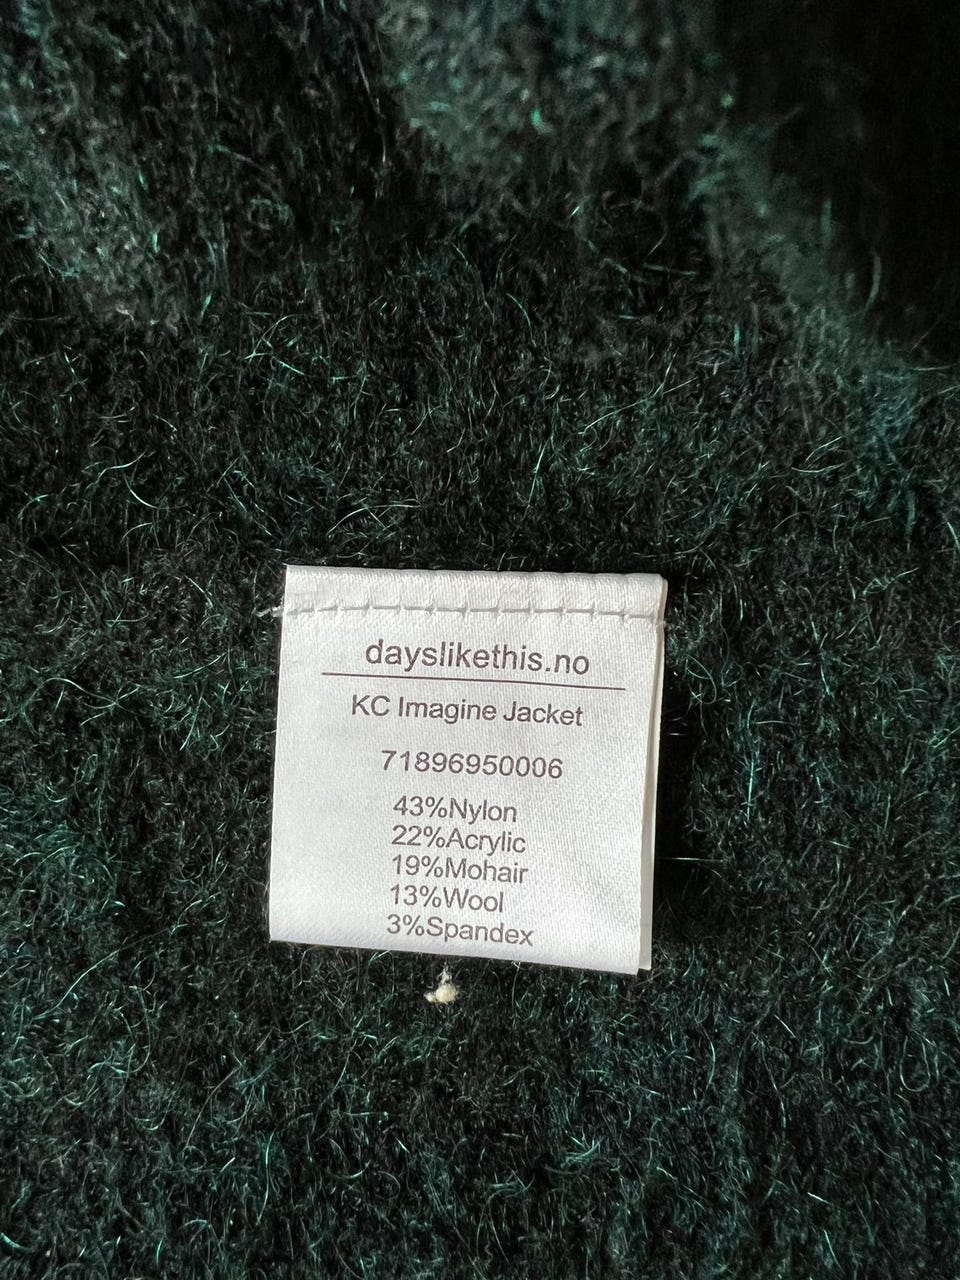 dayslikethis.no
KC Imagine Jacket
71896950006
43%Nylon
22%Acrylic
19%Mohair
13%Wool
3%Spandex